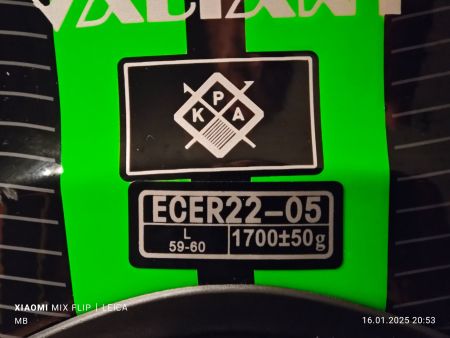 VALIANT
P
K A
ECER22-05
L
59-60
1700±50g
XIAOMI MIX FLIP | LEICA
MB
16.01.2025 20:53